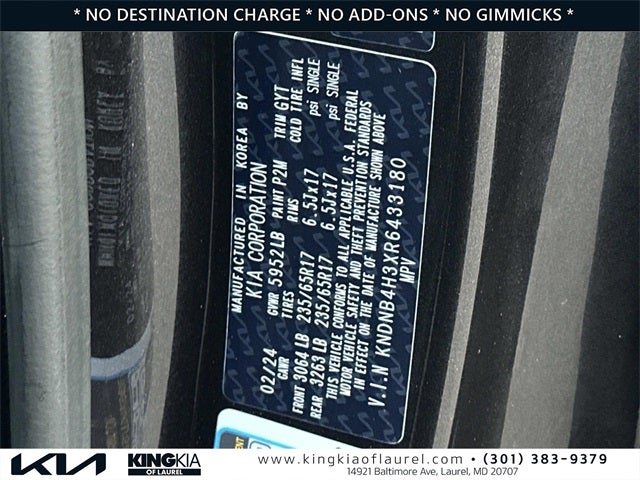 * NO DESTINATION CHARGE * NO ADD-ONS * NO GIMMICKS! *
MANUFACTURED IN KOREA BY
KIA CORPORATION
02/24 GVWR 5952LB PAINT P2M TRIM GYT
GAWR TIRES RIMS COLD TIRE INFL
FRONT 3064 LB 235/65R17 6.5Jx17 psi SINGLE
REAR 3263 LB 235/65R17 6.5Jx17 psi SINGLE
THIS VEHICLE CONFORMS TO ALL APPLICABLE U.S.A. FEDERAL
MOTOR VEHICLE SAFETY AND THEFT PREVENTION STANDARDS
IN EFFECT ON THE DATE OF MANUFACTURE SHOWN ABOVE
V.I.N KNDNB4H3XR6433180
MPV
KIA KING KIA
OF LAUREL
www.kingkiaoflaurel.com • (301) 383-9379
14921 Baltimore Ave, Laurel, MD 20707